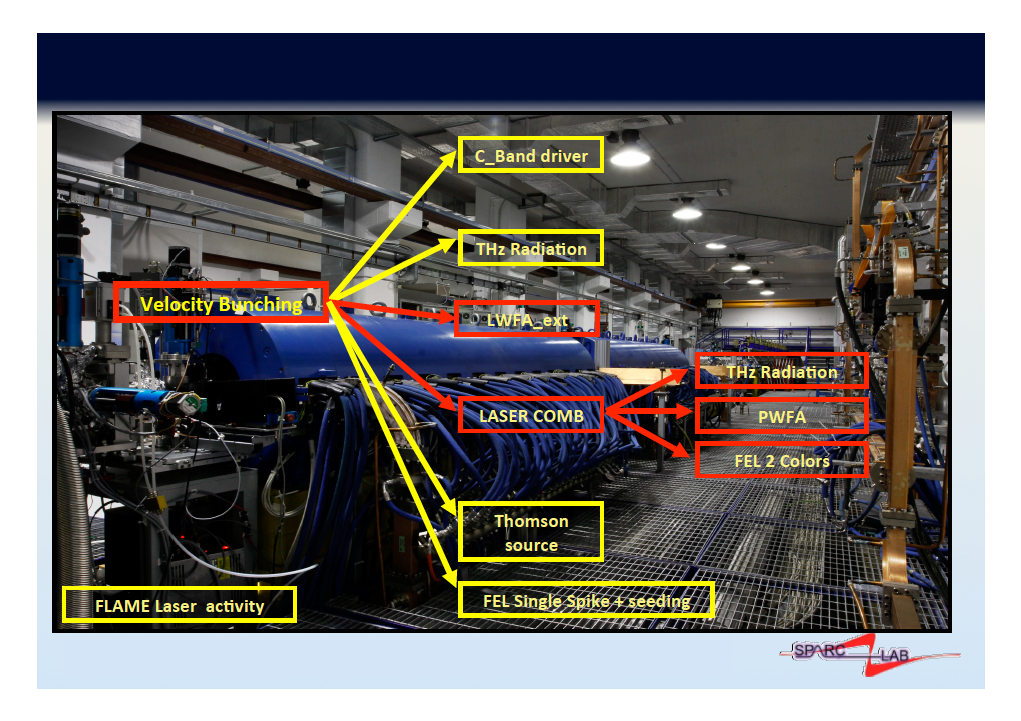 C_Band driver
THz Radiation
Velocity Bunching
LWFA_ext
THz Radiation
LASER COMB
PWFA
FEL 2 Colors
Thomson
source
FLAME Laser activity
FEL Single Spike + seeding
SPARC LAB